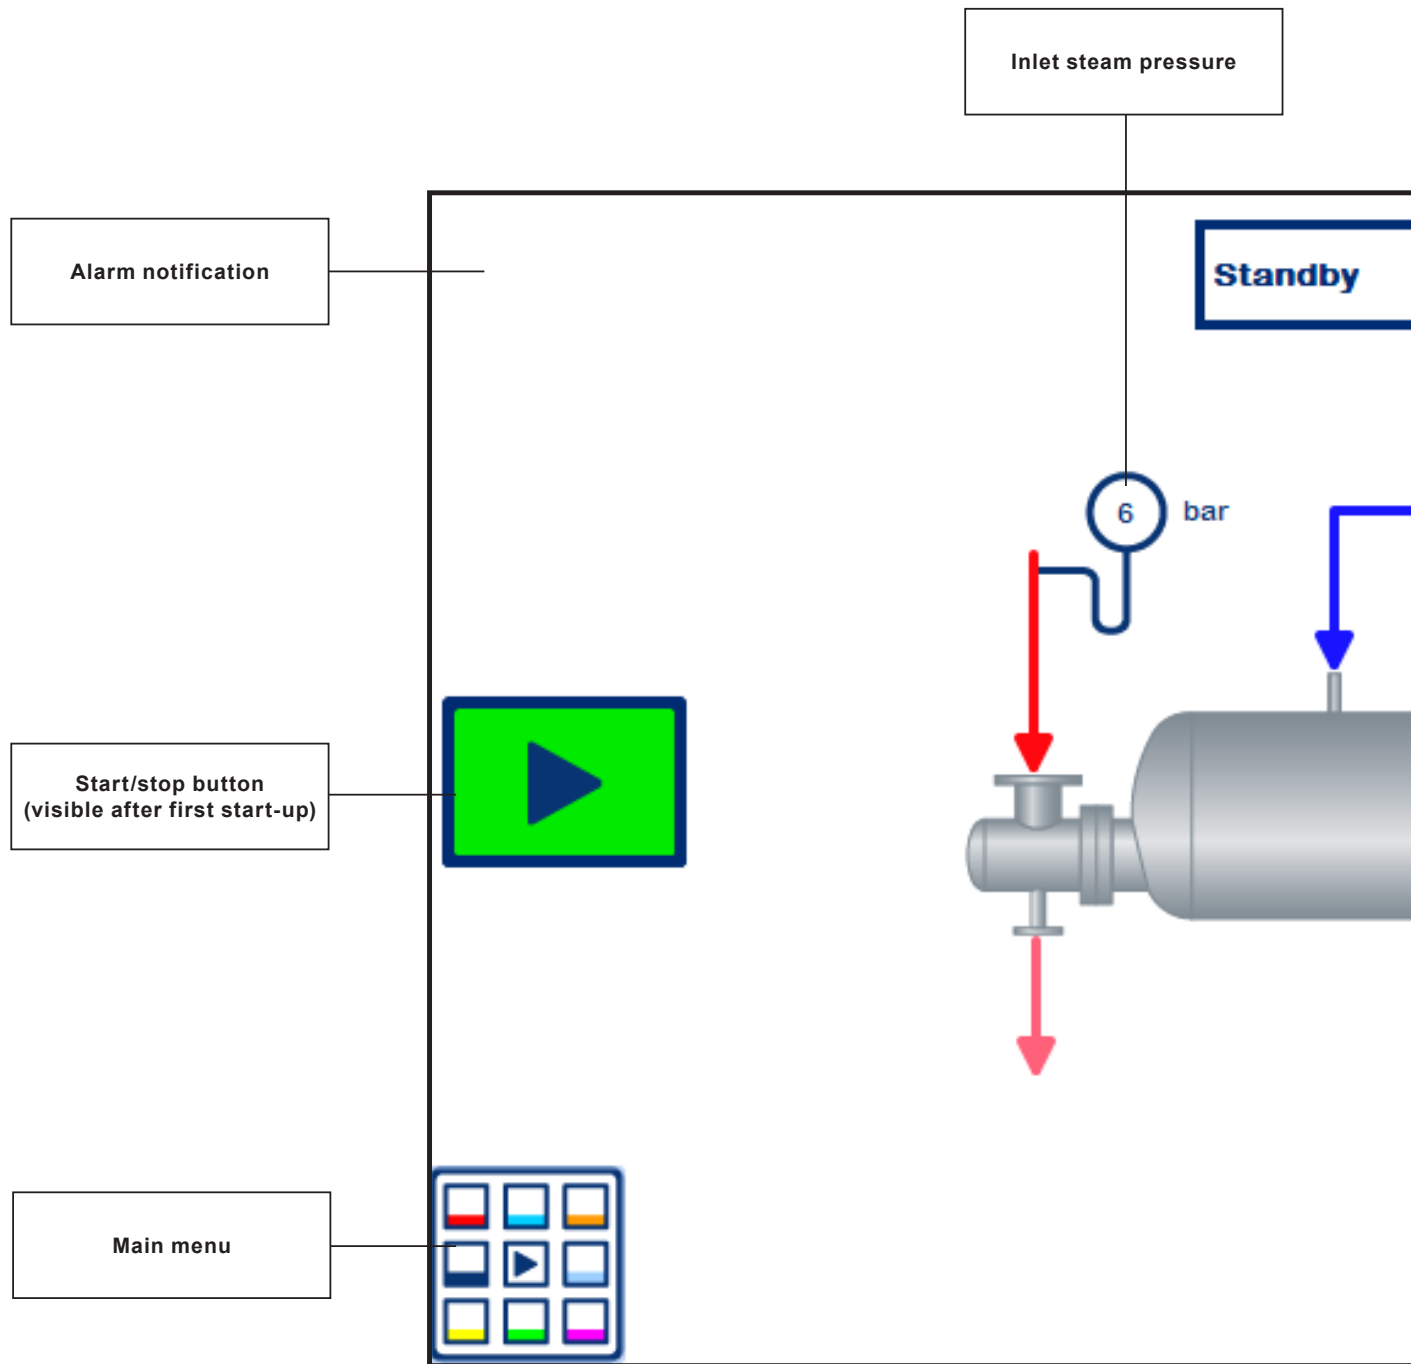 Inlet steam pressure
Alarm notification
Standby
6 bar
Start/stop button
(visible after first start-up)
Main menu